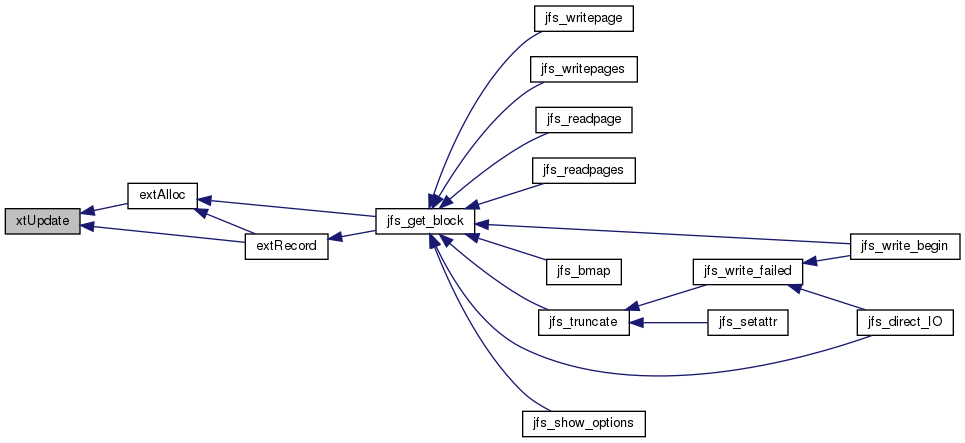 jfs_writepage
jfs_writepages
jfs_readpage
jfs_readpages
extAlloc
xtUpdate
jfs_get_block
extRecord
jfs_write_begin
jfs_bmap
jfs_write_failed
jfs_truncate
jfs_setattr
jfs_direct_IO
jfs_show_options